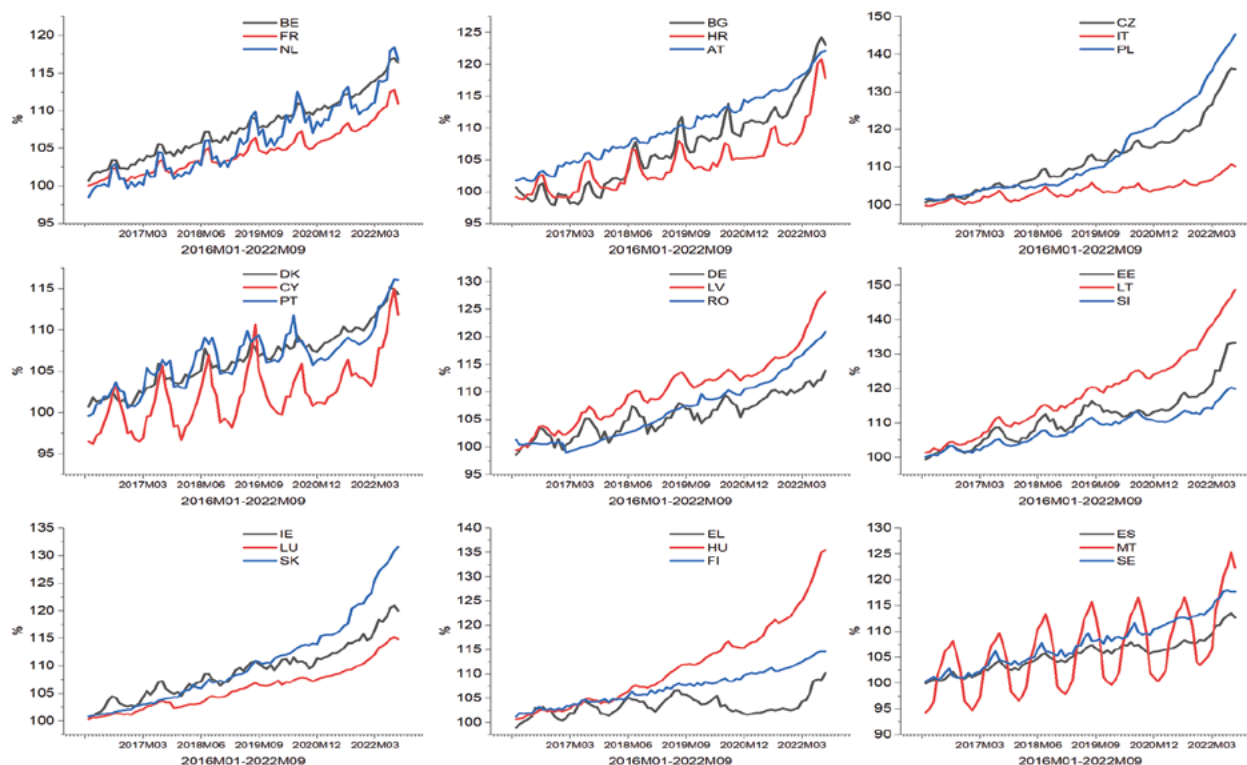 BE
FR
NL
120
115
110
105
100
95
%
2017M03 2018M06 2019M09 2020M12 2022M03
2016M01-2022M09
BG
HR
AT
125
120
115
110
105
100
95
%
2017M03 2018M06 2019M09 2020M12 2022M03
2016M01-2022M09
CZ
IT
PL
150
140
130
120
110
100
%
2017M03 2018M06 2019M09 2020M12 2022M03
2016M01-2022M09
DK
CY
PT
115
110
105
100
95
%
2017M03 2018M06 2019M09 2020M12 2022M03
2016M01-2022M09
DE
LV
RO
130
125
120
115
110
105
100
95
%
2017M03 2018M06 2019M09 2020M12 2022M03
2016M01-2022M09
EE
LT
SI
150
140
130
120
110
100
%
2017M03 2018M06 2019M09 2020M12 2022M03
2016M01-2022M09
IE
LU
SK
135
130
125
120
115
110
105
100
%
2017M03 2018M06 2019M09 2020M12 2022M03
2016M01-2022M09
EL
HU
FI
140
135
130
125
120
115
110
105
100
%
2017M03 2018M06 2019M09 2020M12 2022M03
2016M01-2022M09
ES
MT
SE
130
125
120
115
110
105
100
95
90
%
2017M03 2018M06 2019M09 2020M12 2022M03
2016M01-2022M09